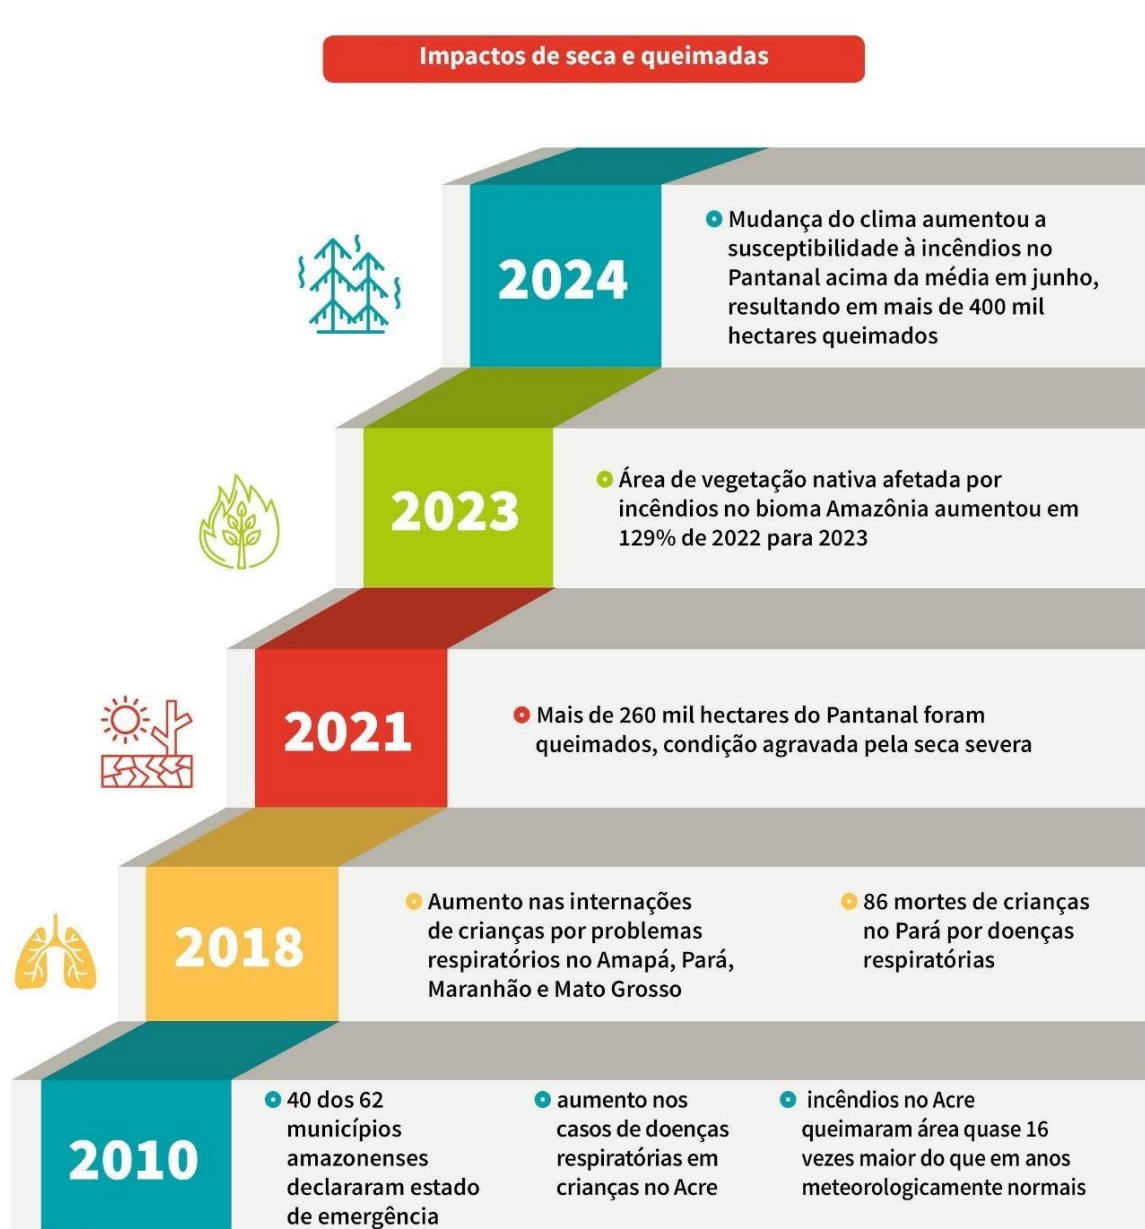 Impactos de seca e queimadas
2024
Mudança do clima aumentou a
susceptibilidade à incêndios no
Pantanal acima da média em junho,
resultando em mais de 400 mil
hectares queimados
2023
Área de vegetação nativa afetada por
incêndios no bioma Amazônia aumentou em
129% de 2022 para 2023
2021
Mais de 260 mil hectares do Pantanal foram
queimados, condição agravada pela seca severa
2018
Aumento nas internações
de crianças por problemas
respiratórios no Amapá, Pará,
Maranhão e Mato Grosso
86 mortes de crianças
no Pará por doenças
respiratórias
2010
40 dos 62
municípios
amazonenses
declararam estado
de emergência
aumento nos
casos de doenças
respiratórias em
crianças no Acre
incêndios no Acre
queimaram área quase 16
vezes maior do que em anos
meteorologicamente normais